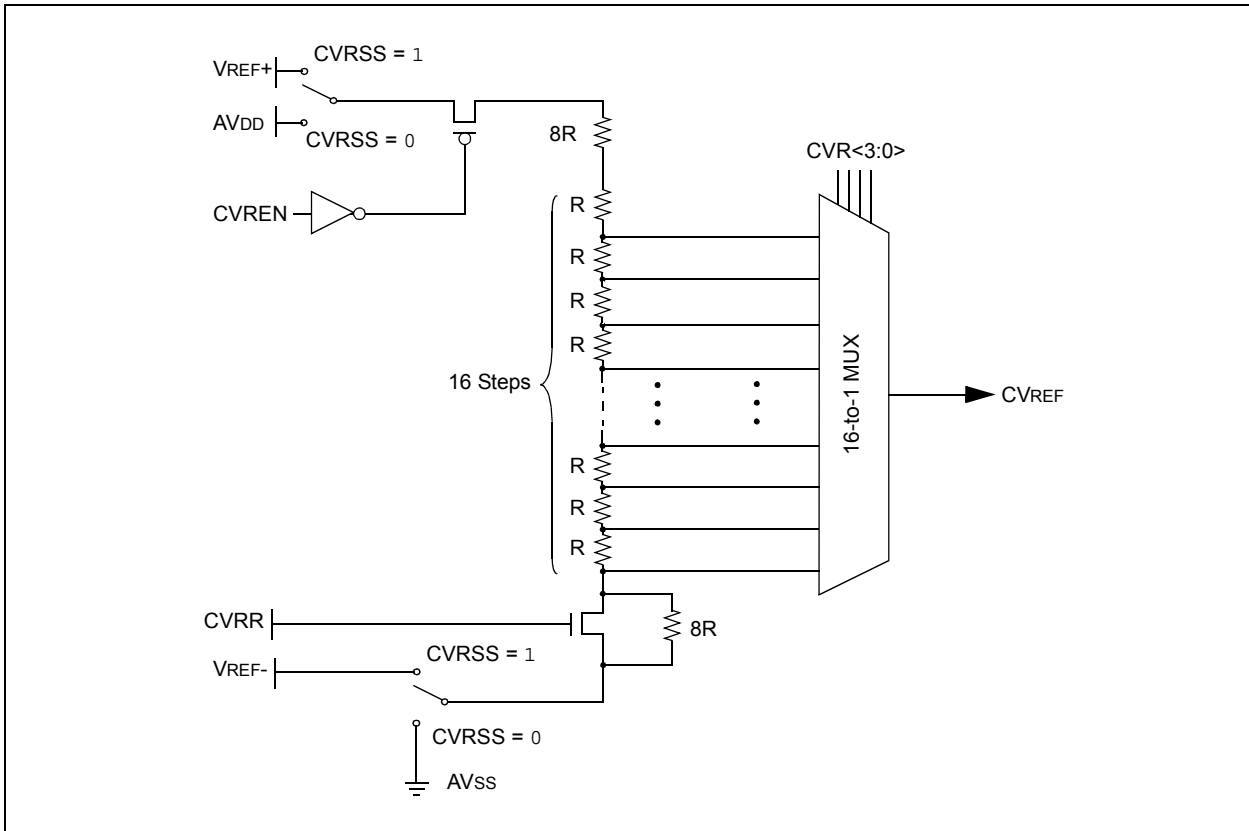 CVRSS = 1
VREF+
AVDD
CVRSS = 0
8R
CVREN
CVR<3:0>
R
R
R
R
16 Steps
16-to-1 MUX
CVREF
R
R
R
CVRR
8R
CVRSS = 1
VREF-
CVRSS = 0
AVSS